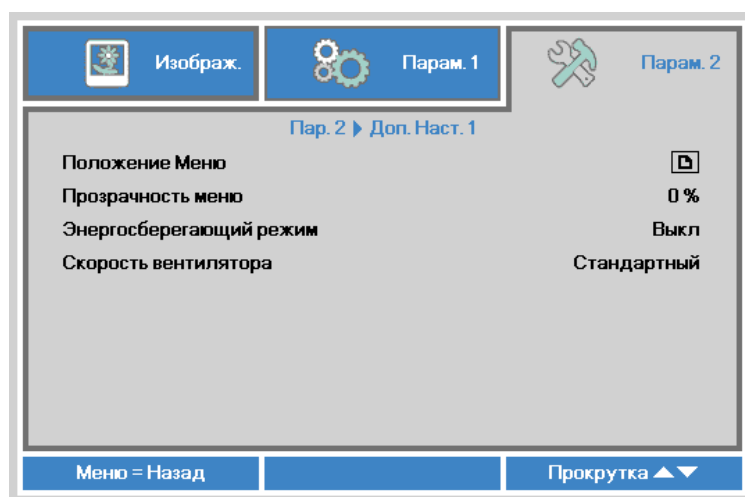 Изображ. Парам. 1 Парам. 2
Пар. 2 ▶ Доп. Наст. 1
Положение Меню
Прозрачность меню 0 %
Энергосберегающий режим Выкл
Скорость вентилятора Стандартный
Меню = Назад Прокрутка ▲▼